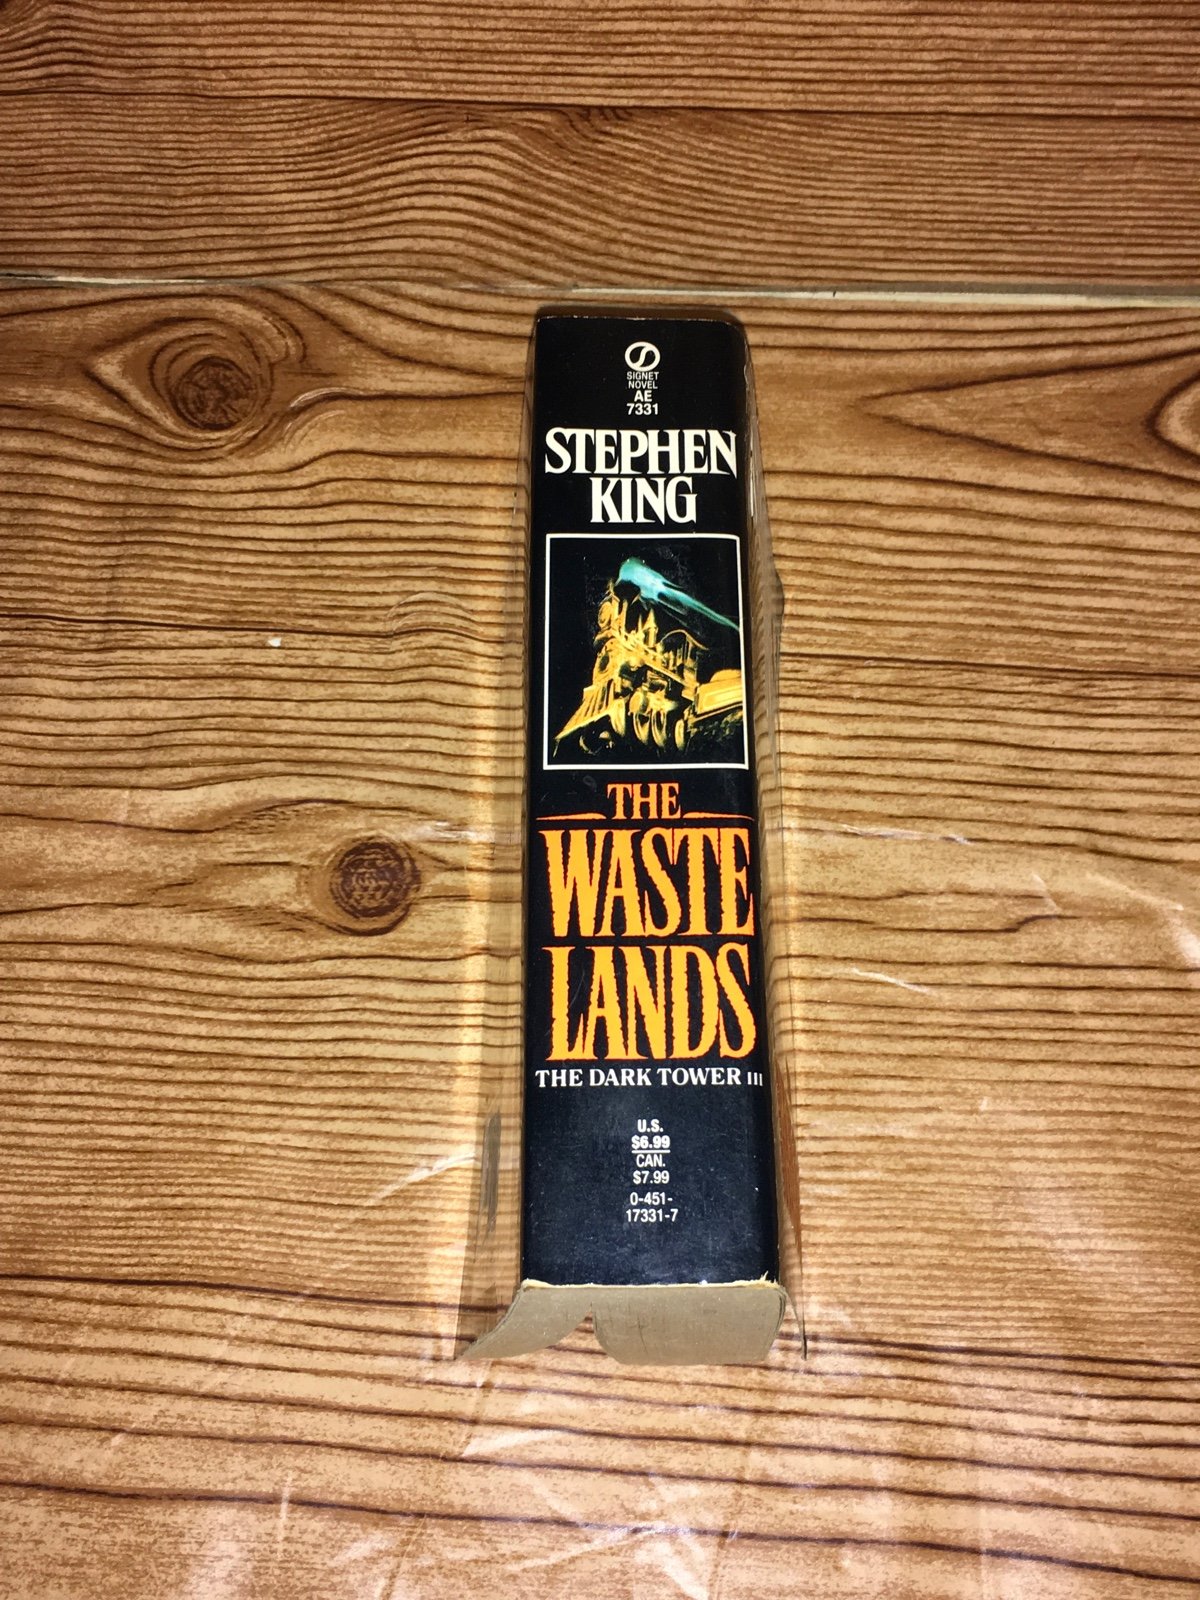 SIGNET
NOVEL
AE
7331
STEPHEN
KING
THE
WASTE
LANDS
THE DARK TOWER III
U.S.
$6.99
CAN.
$7.99
0-451-
17331-7